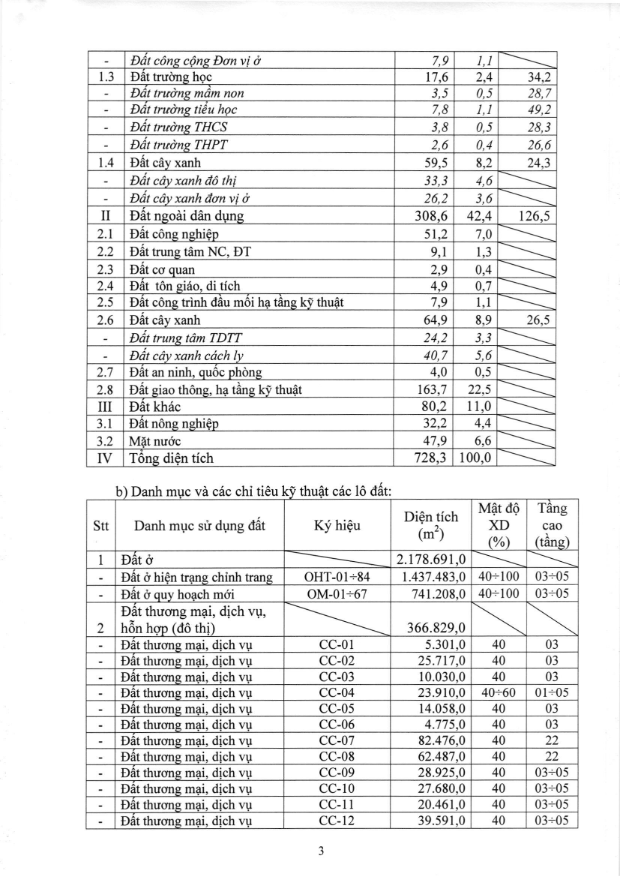 - Đất công cộng Đơn vị ở 7,9 1,1
1.3 Đất trường học 17,6 2,4 34,2
- Đất trường mầm non 3,5 0,5 28,7
- Đất trường tiểu học 7,8 1,1 49,2
- Đất trường THCS 3,8 0,5 28,3
- Đất trường THPT 2,6 0,4 26,6
1.4 Đất cây xanh 59,5 8,2 24,3
- Đất cây xanh đô thị 33,3 4,6
- Đất cây xanh đơn vị ở 26,2 3,6
II Đất ngoài dân dụng 308,6 42,4 126,5
2.1 Đất công nghiệp 51,2 7,0
2.2 Đất trung tâm NC, ĐT 9,1 1,3
2.3 Đất cơ quan 2,9 0,4
2.4 Đất tôn giáo, di tích 4,9 0,7
2.5 Đất công trình đầu mối hạ tầng kỹ thuật 7,9 1,1
2.6 Đất cây xanh 64,9 8,9 26,5
- Đất trung tâm TDTT 24,2 3,3
- Đất cây xanh cách ly 40,7 5,6
2.7 Đất an ninh, quốc phòng 4,0 0,5
2.8 Đất giao thông, hạ tầng kỹ thuật 163,7 22,5
III Đất khác 80,2 11,0
3.1 Đất nông nghiệp 32,2 4,4
3.2 Mặt nước 47,9 6,6
IV Tổng diện tích 728,3 100,0
b) Danh mục và các chỉ tiêu kỹ thuật các lô đất:
Stt Danh mục sử dụng đất Ký hiệu Diện tích (m²) Mật độ XD (%) Tầng cao (tầng)
1 Đất ở 2.178.691,0
- Đất ở hiện trạng chỉnh trang OHT-01÷84 1.437.483,0 40÷100 03÷05
- Đất ở quy hoạch mới OM-01÷67 741.208,0 40÷100 03÷05
2 Đất thương mại, dịch vụ, hỗn hợp (đô thị) 366.829,0
- Đất thương mại, dịch vụ CC-01 5.301,0 40 03
- Đất thương mại, dịch vụ CC-02 25.717,0 40 03
- Đất thương mại, dịch vụ CC-03 10.030,0 40 03
- Đất thương mại, dịch vụ CC-04 23.910,0 40÷60 01÷05
- Đất thương mại, dịch vụ CC-05 14.058,0 40 03
- Đất thương mại, dịch vụ CC-06 4.775,0 40 03
- Đất thương mại, dịch vụ CC-07 82.476,0 40 22
- Đất thương mại, dịch vụ CC-08 62.487,0 40 22
- Đất thương mại, dịch vụ CC-09 28.925,0 40 03÷05
- Đất thương mại, dịch vụ CC-10 27.680,0 40 03÷05
- Đất thương mại, dịch vụ CC-11 20.461,0 40 03÷05
- Đất thương mại, dịch vụ CC-12 39.591,0 40 03÷05
3